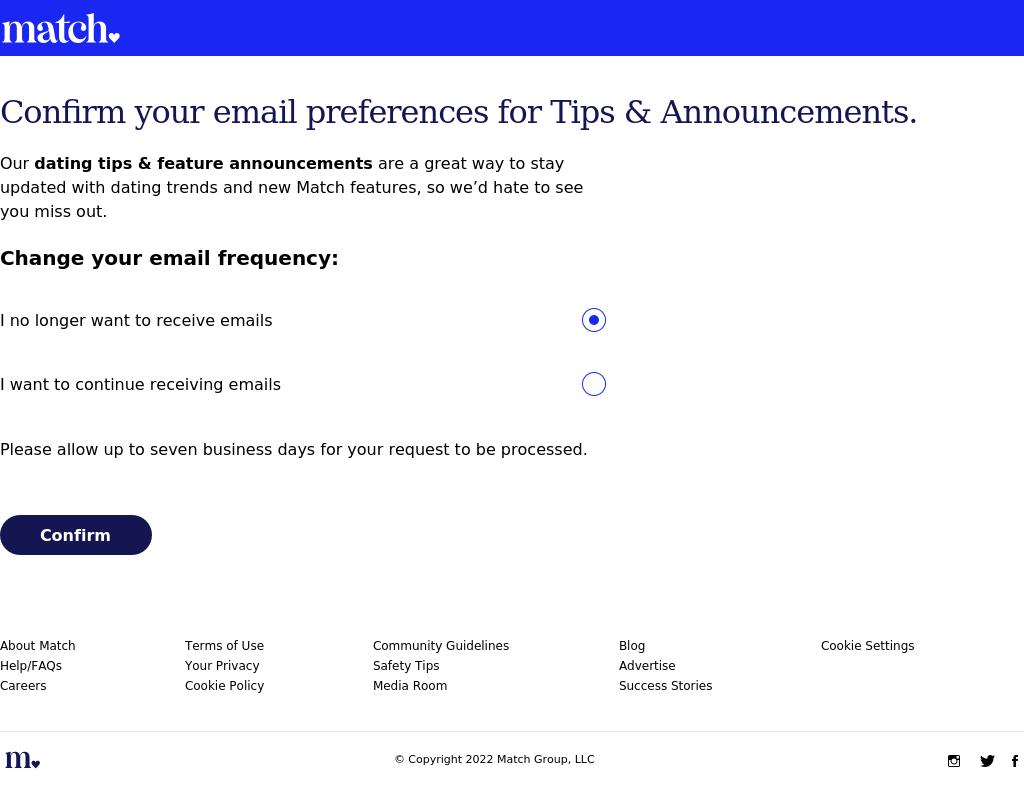 match
Confirm your email preferences for Tips & Announcements.
Our dating tips & feature announcements are a great way to stay
updated with dating trends and new Match features, so we’d hate to see
you miss out.
Change your email frequency:
I no longer want to receive emails
I want to continue receiving emails
Please allow up to seven business days for your request to be processed.
Confirm
About Match
Help/FAQs
Careers
Terms of Use
Your Privacy
Cookie Policy
Community Guidelines
Safety Tips
Media Room
Blog
Advertise
Success Stories
Cookie Settings
m
© Copyright 2022 Match Group, LLC